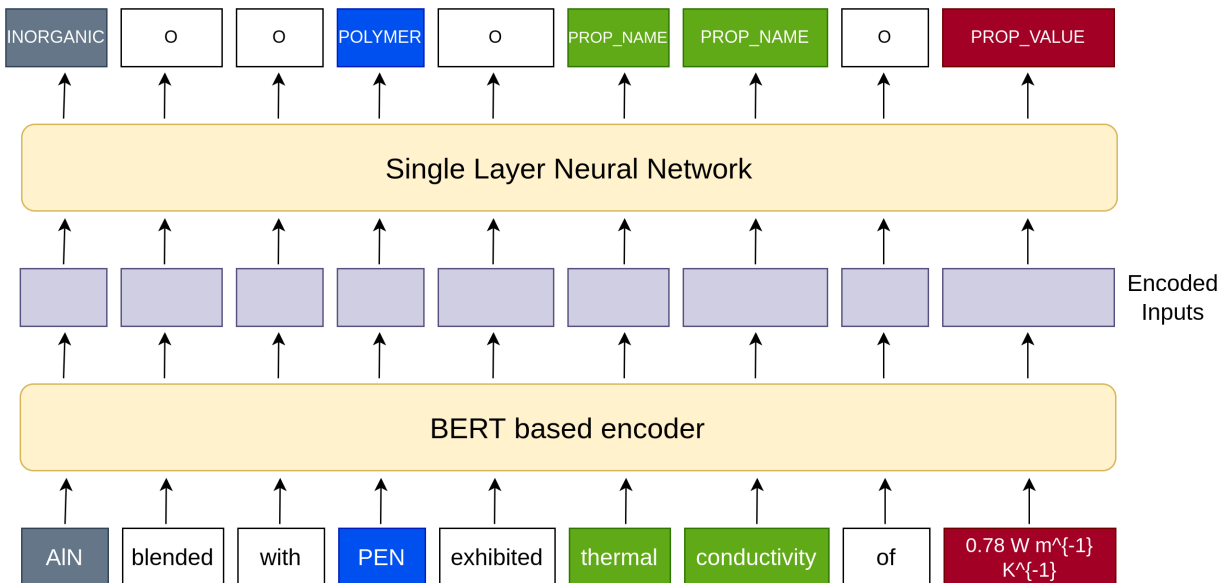 INORGANIC O O POLYMER O PROP_NAME PROP_NAME O PROP_VALUE
Single Layer Neural Network
Encoded
Inputs
BERT based encoder
AlN blended with PEN exhibited thermal conductivity of 0.78 W m^{-1}
K^{-1}